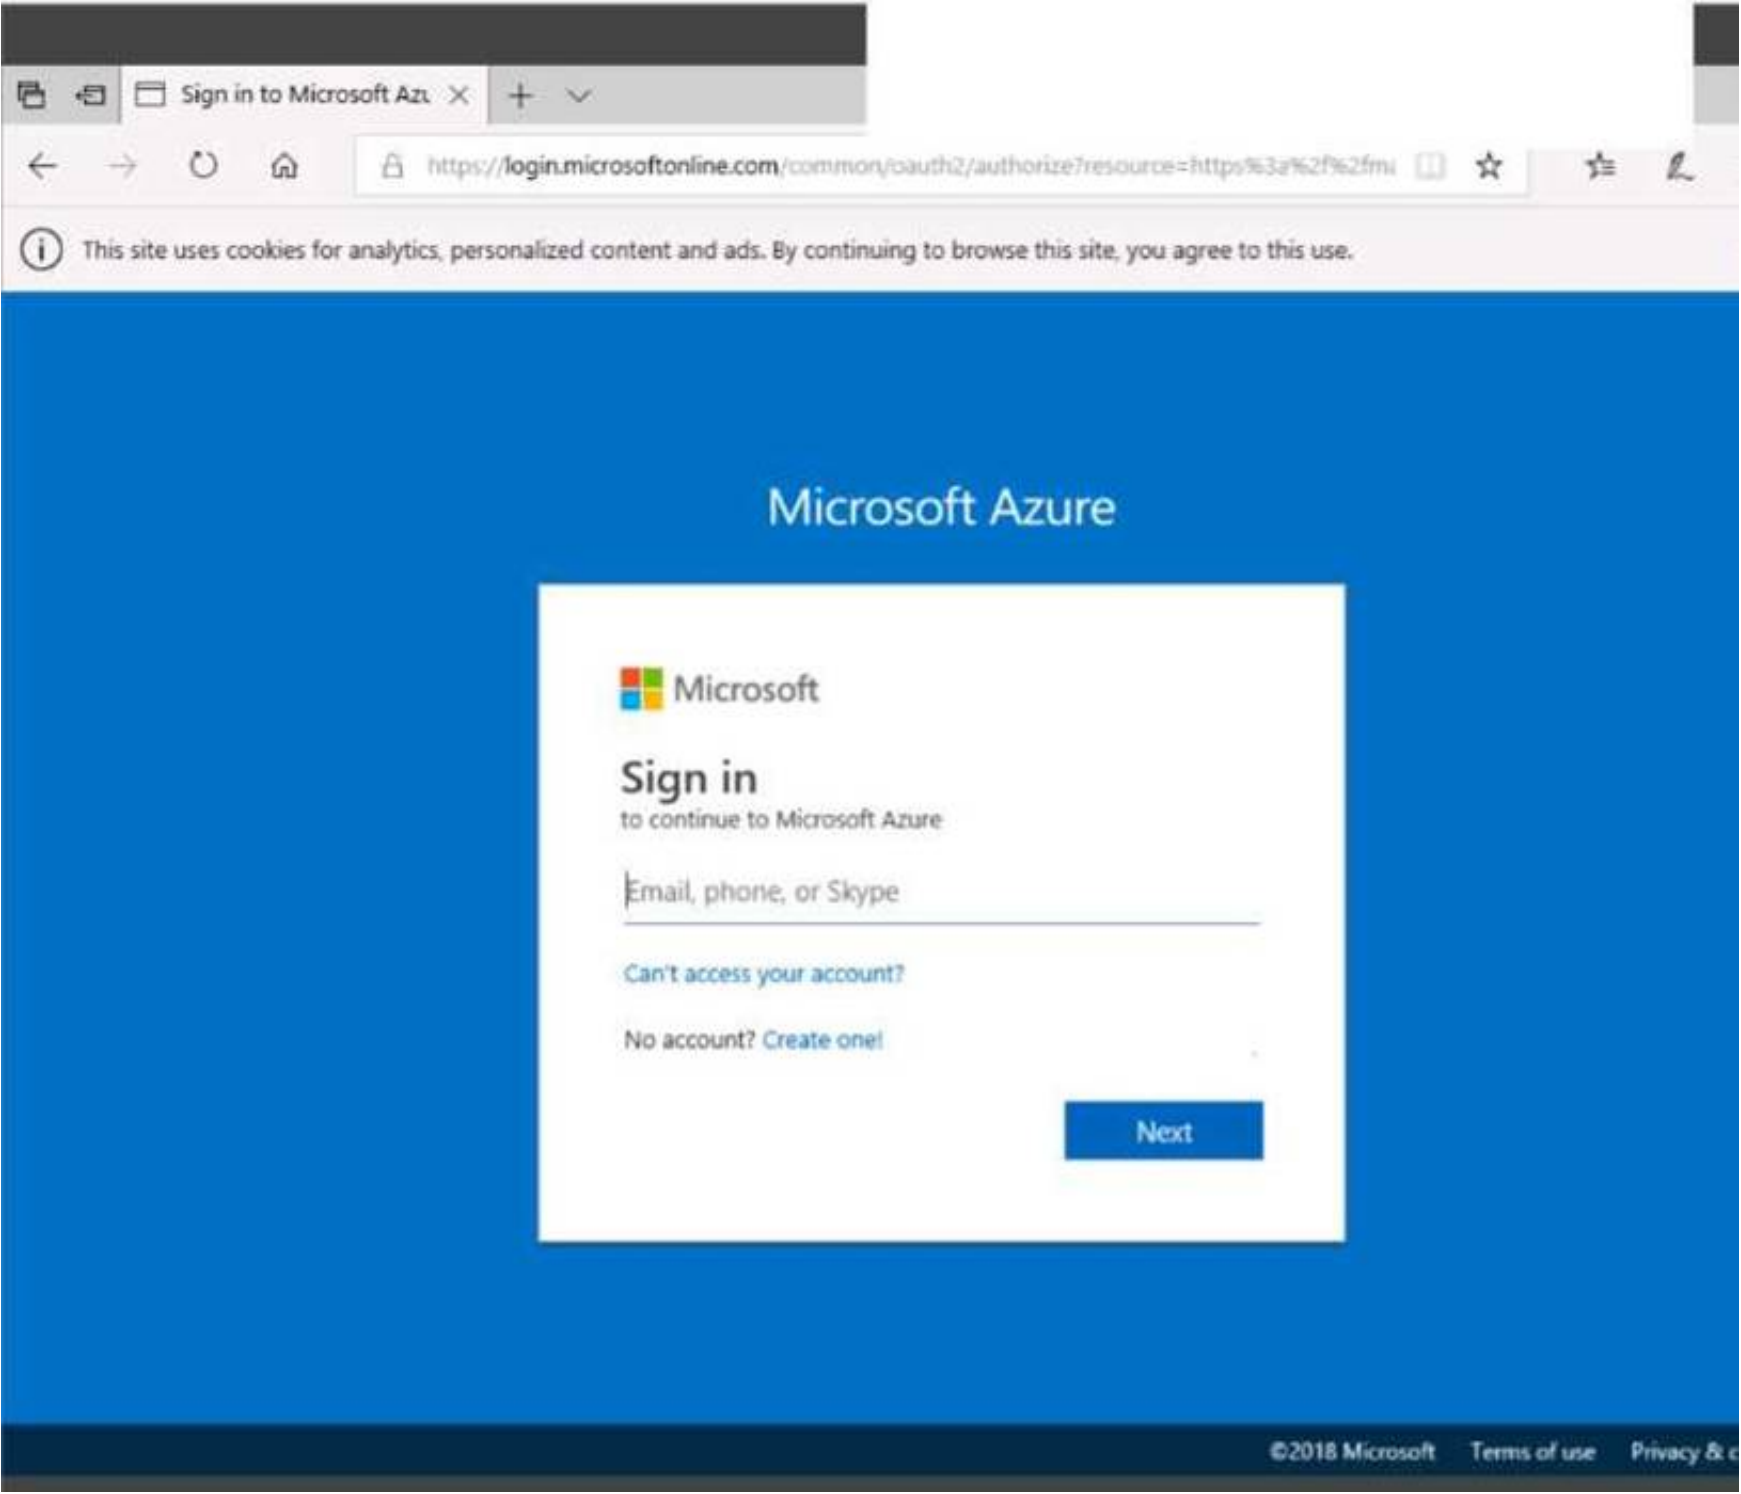 Sign in to Microsoft Azu
https://login.microsoftonline.com/common/oauth2/authorize?resource=https%3a%2f%2fma
This site uses cookies for analytics, personalized content and ads. By continuing to browse this site, you agree to this use.
Microsoft Azure
Microsoft
Sign in
to continue to Microsoft Azure
Email, phone, or Skype
Can't access your account?
No account? Create one!
Next
©2018 Microsoft Terms of use Privacy & c